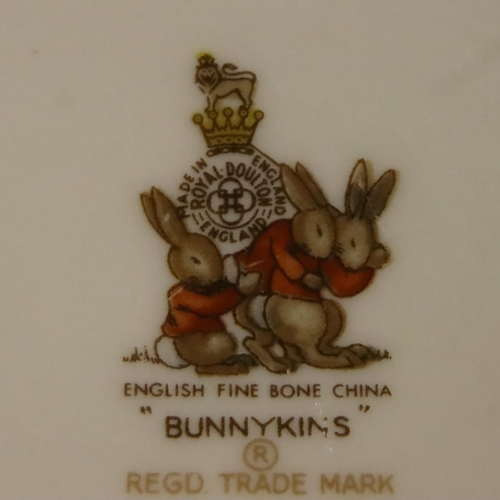 MADE IN ENGLAND
ROYAL·DOULTON
ENGLAND
ENGLISH FINE BONE CHINA
"BUNNYKINS"
®
REGD. TRADE MARK